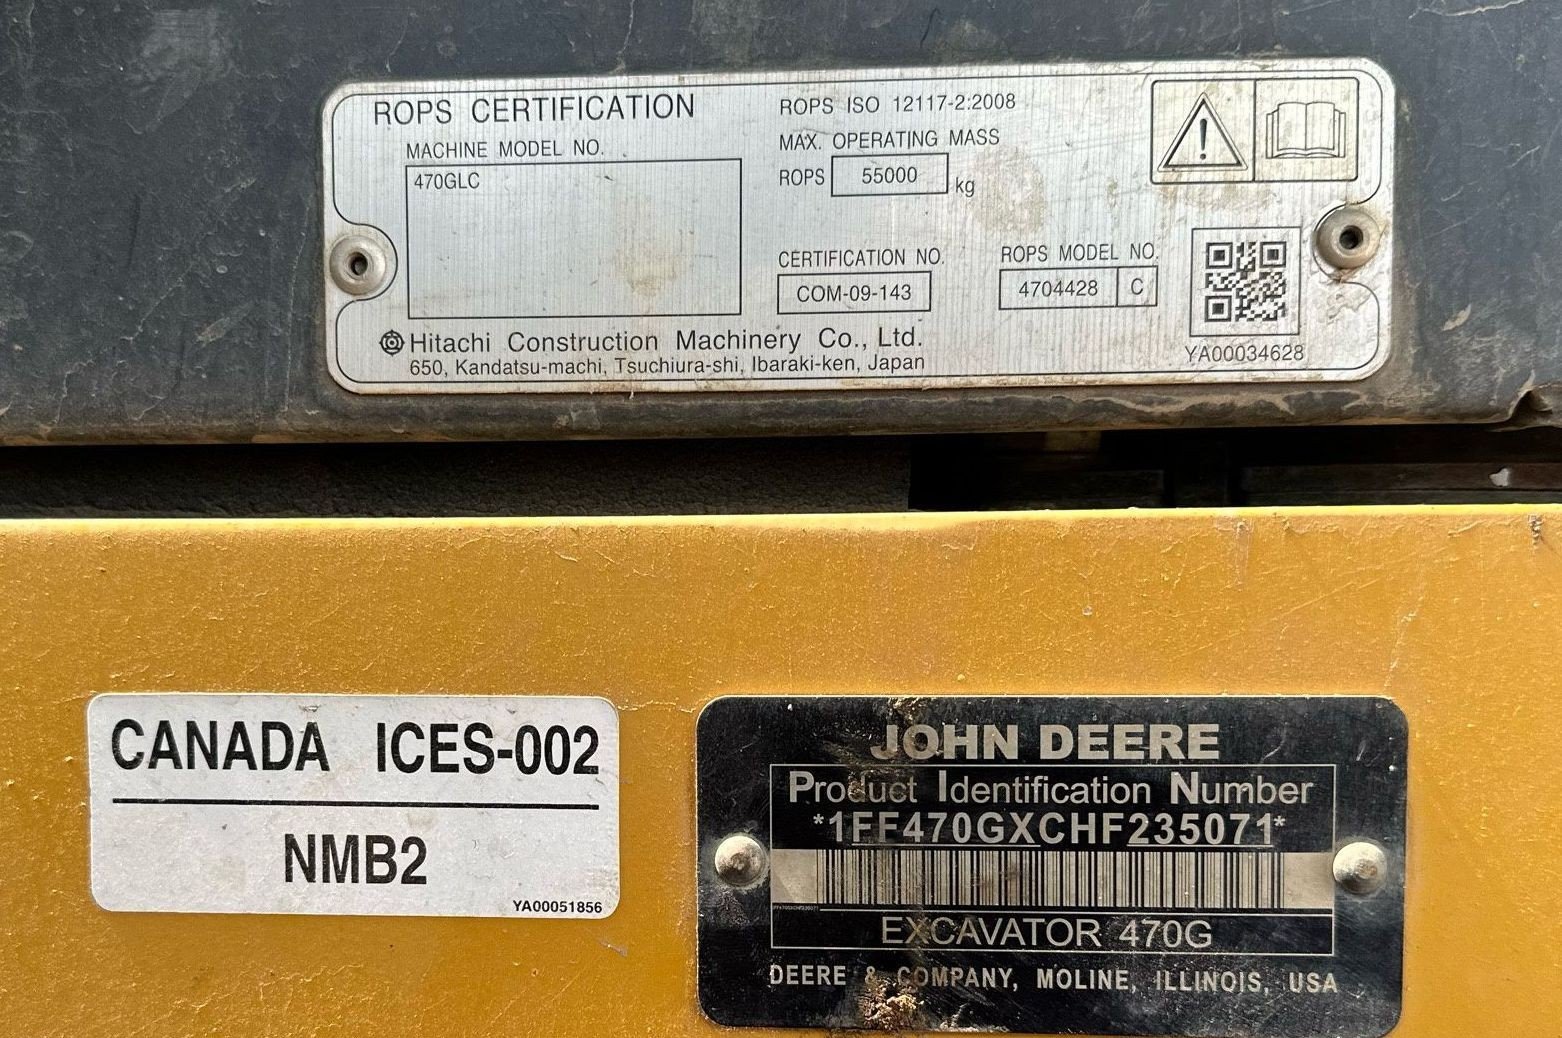 ROPS CERTIFICATION
MACHINE MODEL NO.
470GLC
ROPS ISO 12117-2:2008
MAX. OPERATING MASS
ROPS 55000 kg
CERTIFICATION NO.
COM-09-143
ROPS MODEL NO.
4704428 C
YA00034628
Hitachi Construction Machinery Co., Ltd.
650, Kandatsu-machi, Tsuchiura-shi, Ibaraki-ken, Japan
CANADA ICES-002
NMB2
YA00051856
JOHN DEERE
Product Identification Number
*1FF470GXCHF235071*
EXCAVATOR 470G
DEERE & COMPANY, MOLINE, ILLINOIS, USA